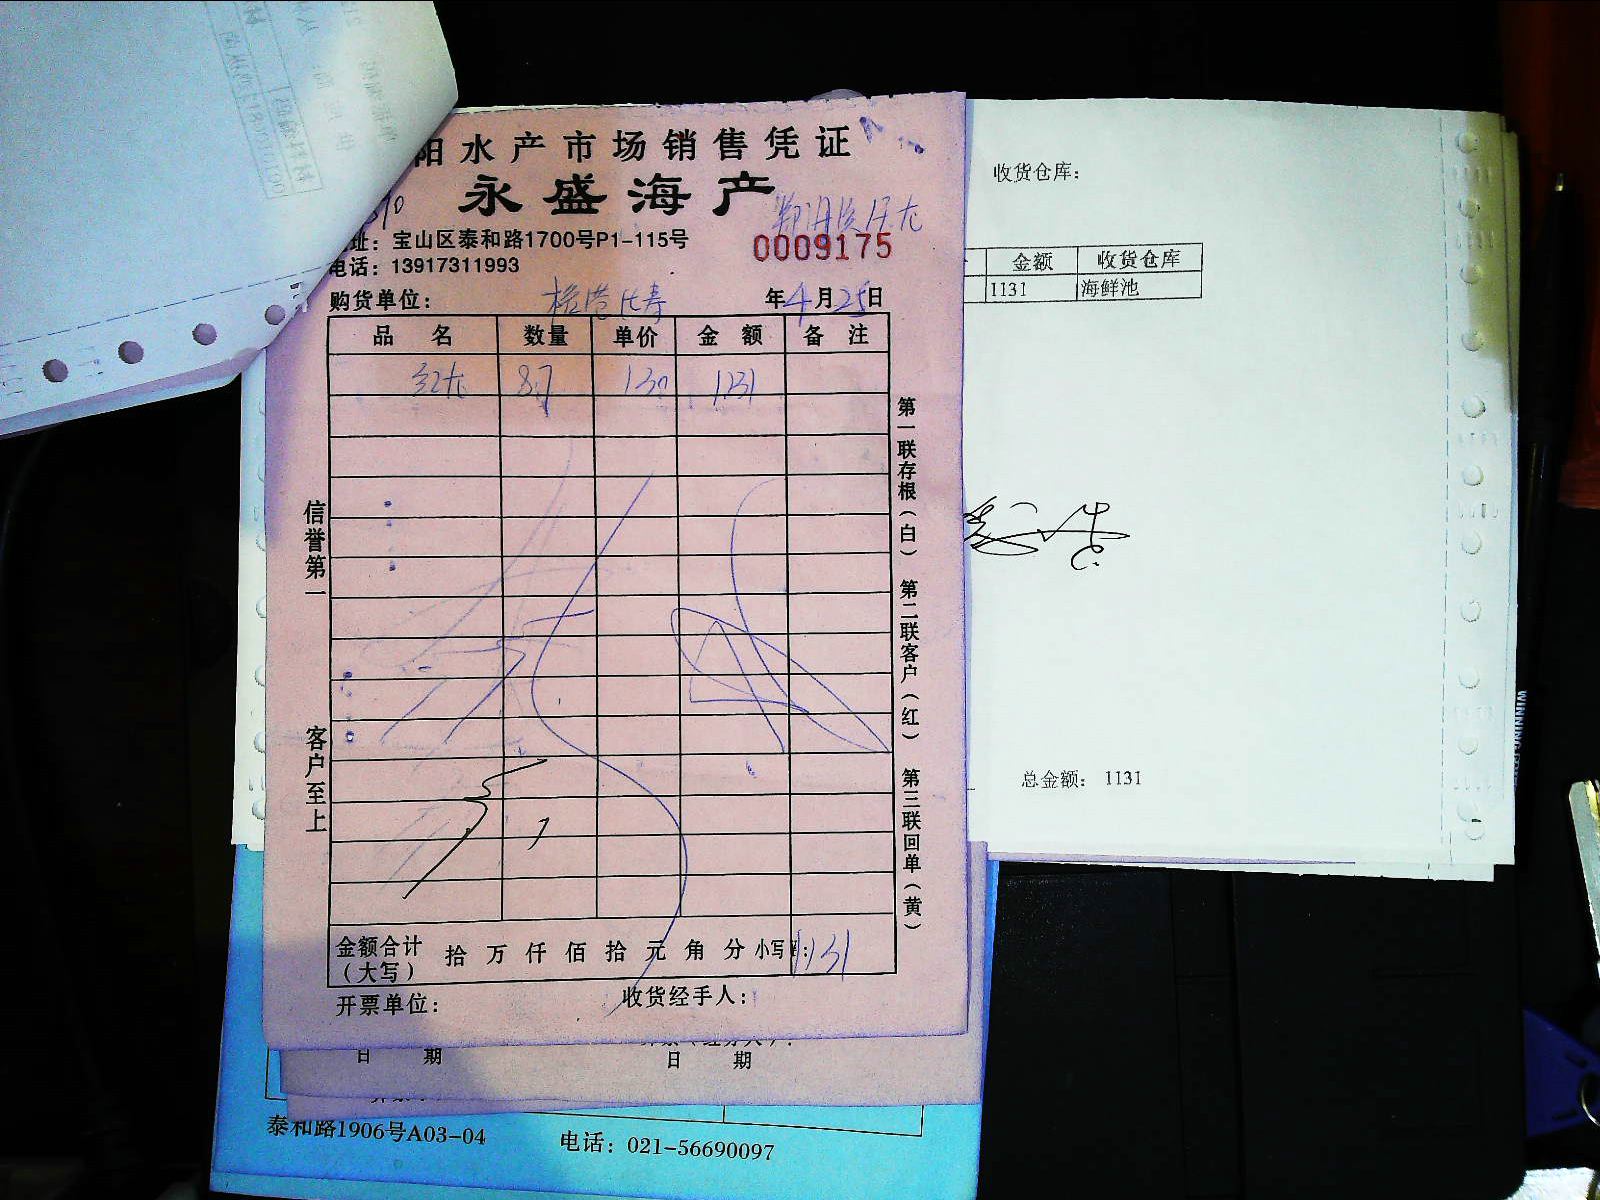 阳水产市场销售凭证
永盛海产
址：宝山区泰和路1700号P1-115号
0009175
电话：13917311993
购货单位：
年4月25日
品名 数量 单价 金额 备注
红龙 8.7 130 1131
信誉第一
客户至上
第一联存根（白） 第二联客户（红） 第三联回单（黄）
金额合计（大写） 拾 万 仟 佰 拾 元 角 分 小写￥：1131
开票单位： 收货经手人：
日 期 日 期
泰和路1906号A03-04 电话：021-56690097
收货仓库：
金额 收货仓库
1131 海鲜池
总金额： 1131